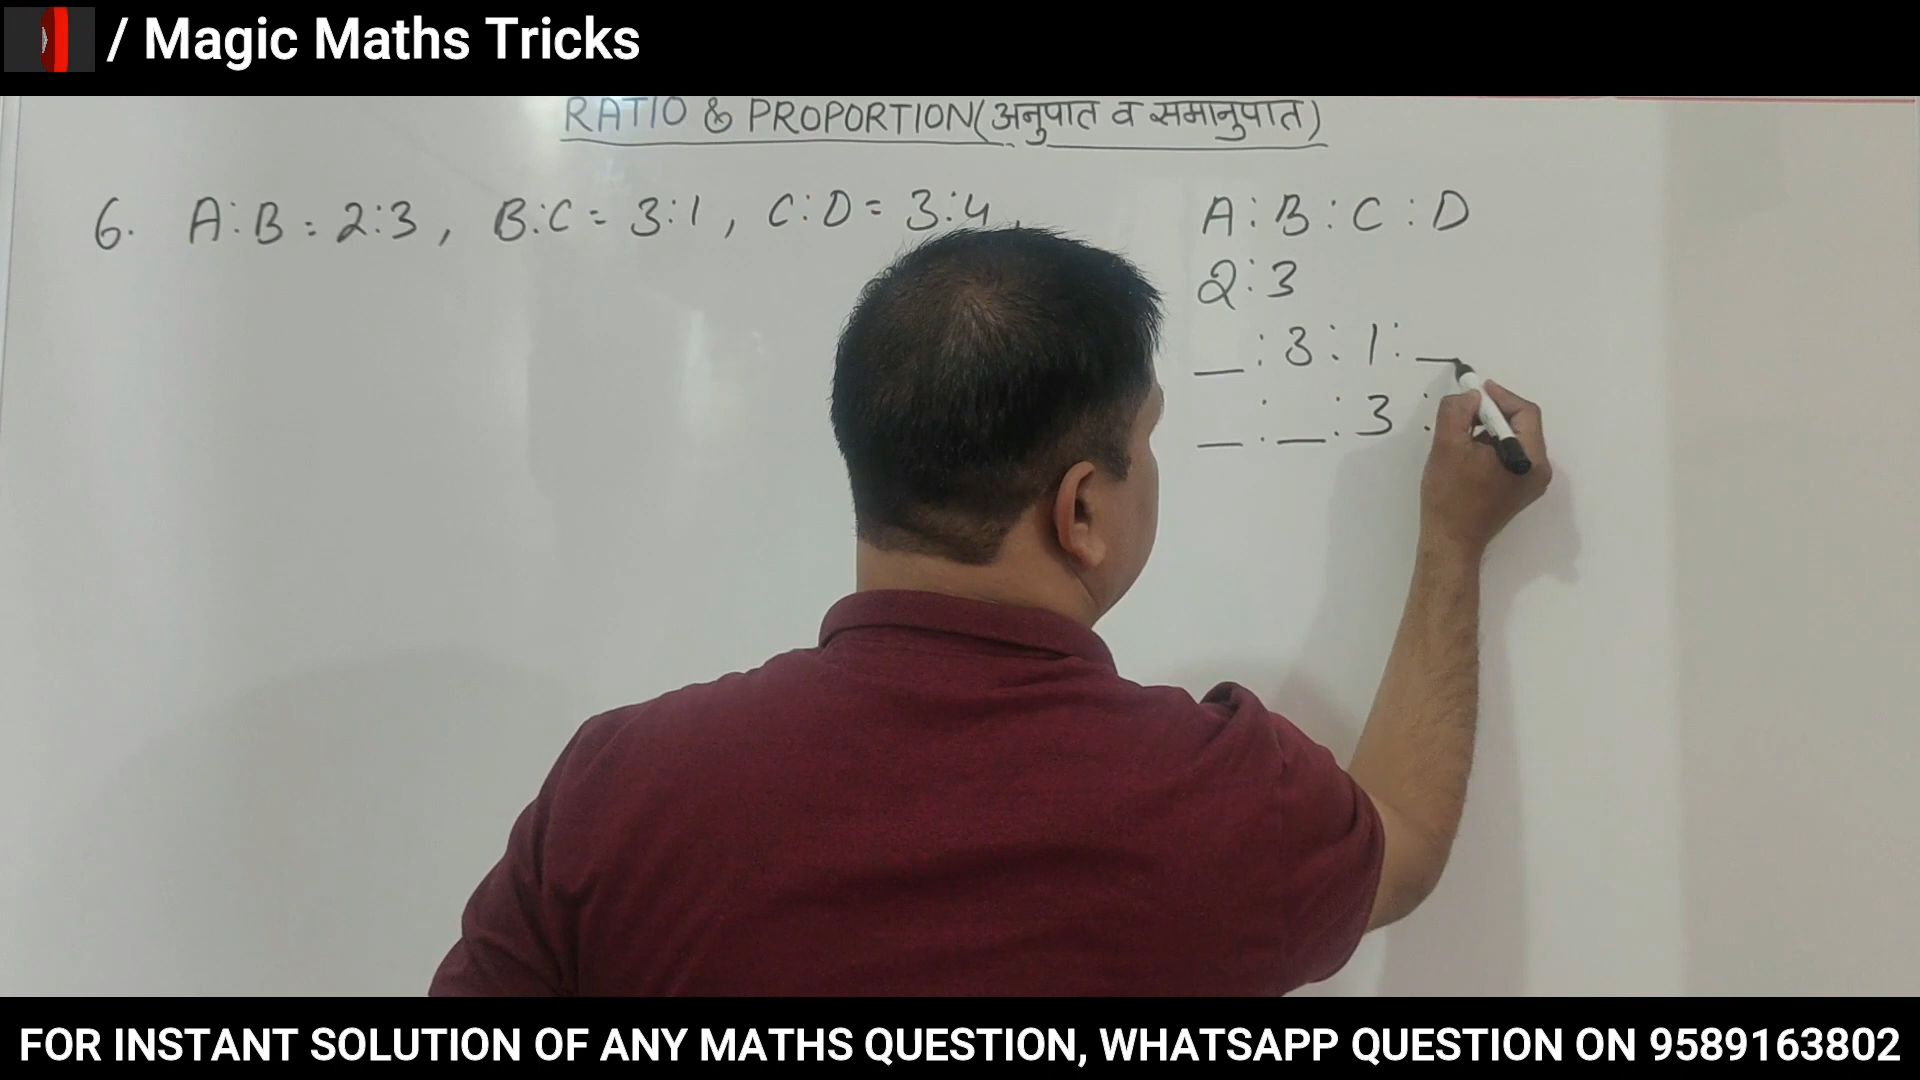 / Magic Maths Tricks
RATIO & PROPORTION(अनुपात व समानुपात)
6. A:B = 2:3, B:C = 3:1, C:D = 3:4,
A:B:C:D
2:3
_:3:1:_
_:_:3:
FOR INSTANT SOLUTION OF ANY MATHS QUESTION, WHATSAPP QUESTION ON 9589163802